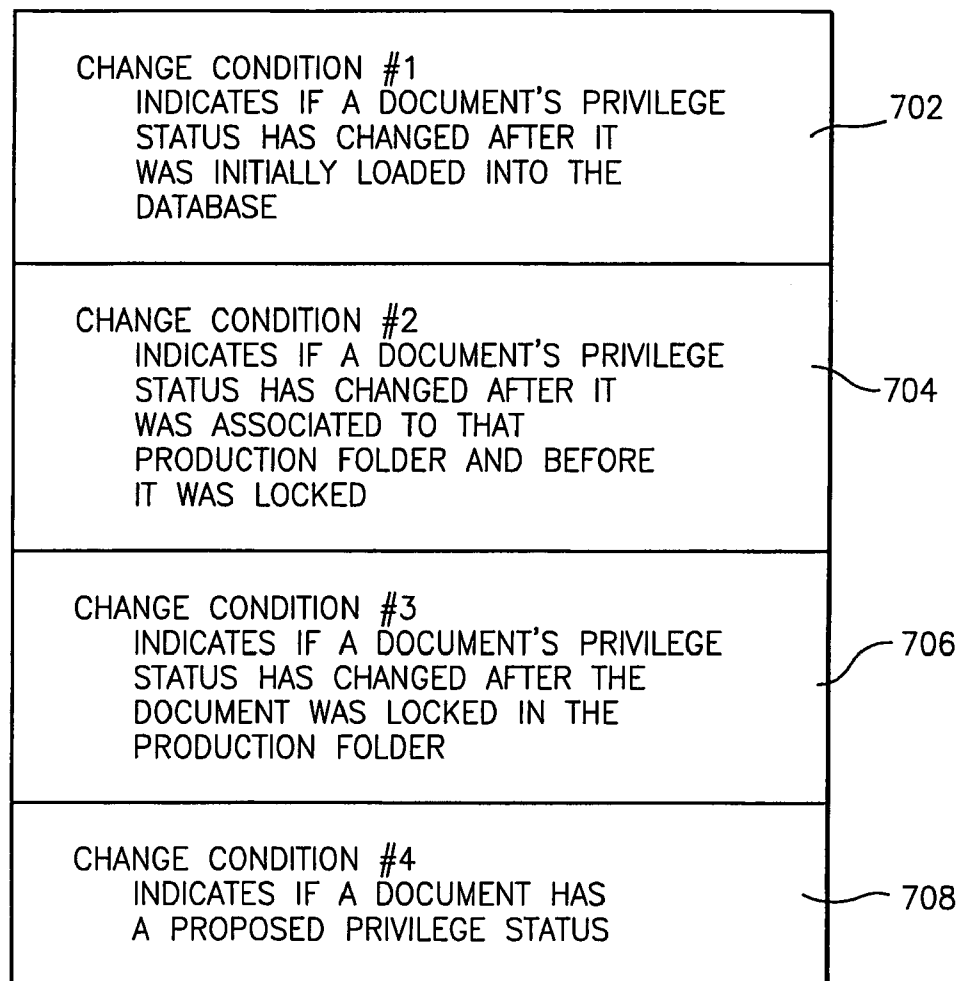 CHANGE CONDITION #1
INDICATES IF A DOCUMENT'S PRIVILEGE
STATUS HAS CHANGED AFTER IT
WAS INITIALLY LOADED INTO THE
DATABASE
702
CHANGE CONDITION #2
INDICATES IF A DOCUMENT'S PRIVILEGE
STATUS HAS CHANGED AFTER IT
WAS ASSOCIATED TO THAT
PRODUCTION FOLDER AND BEFORE
IT WAS LOCKED
704
CHANGE CONDITION #3
INDICATES IF A DOCUMENT'S PRIVILEGE
STATUS HAS CHANGED AFTER THE
DOCUMENT WAS LOCKED IN THE
PRODUCTION FOLDER
706
CHANGE CONDITION #4
INDICATES IF A DOCUMENT HAS
A PROPOSED PRIVILEGE STATUS
708